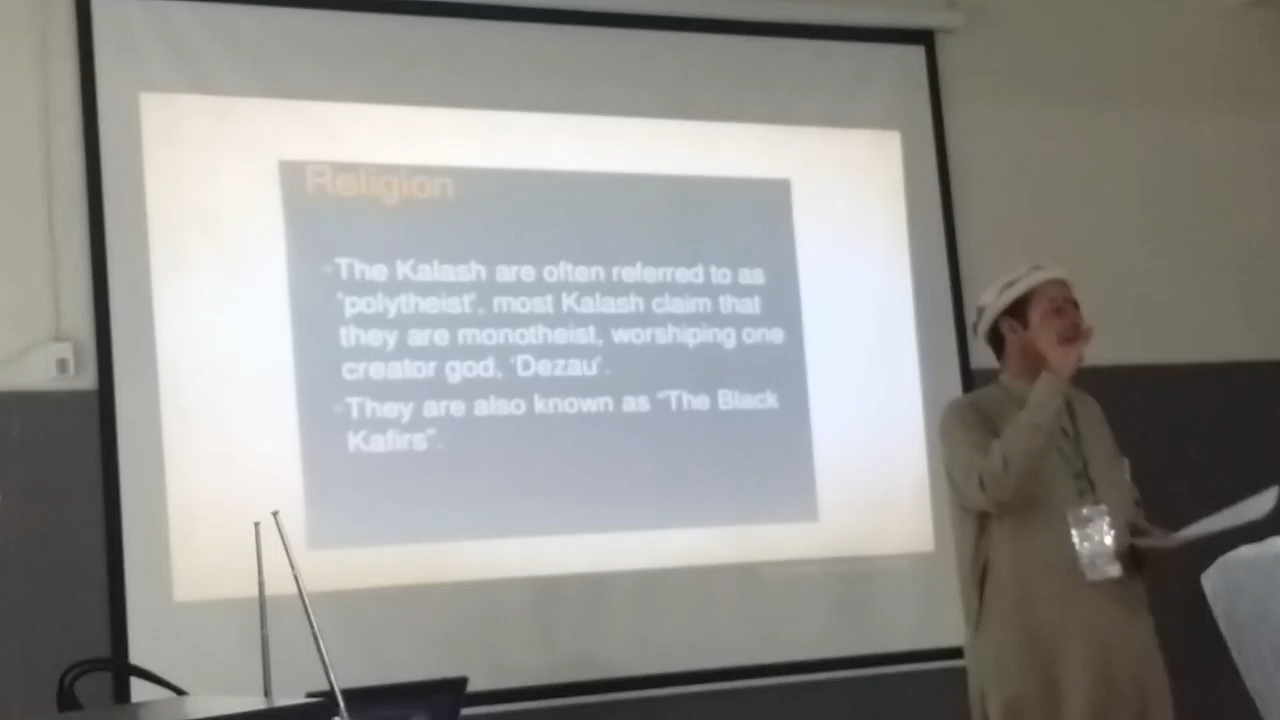 Religion
The Kalash are often referred to as
'polytheist', most Kalash claim that
they are monotheist, worshiping one
creator god, 'Dezau'.
They are also known as "The Black
Kafirs".